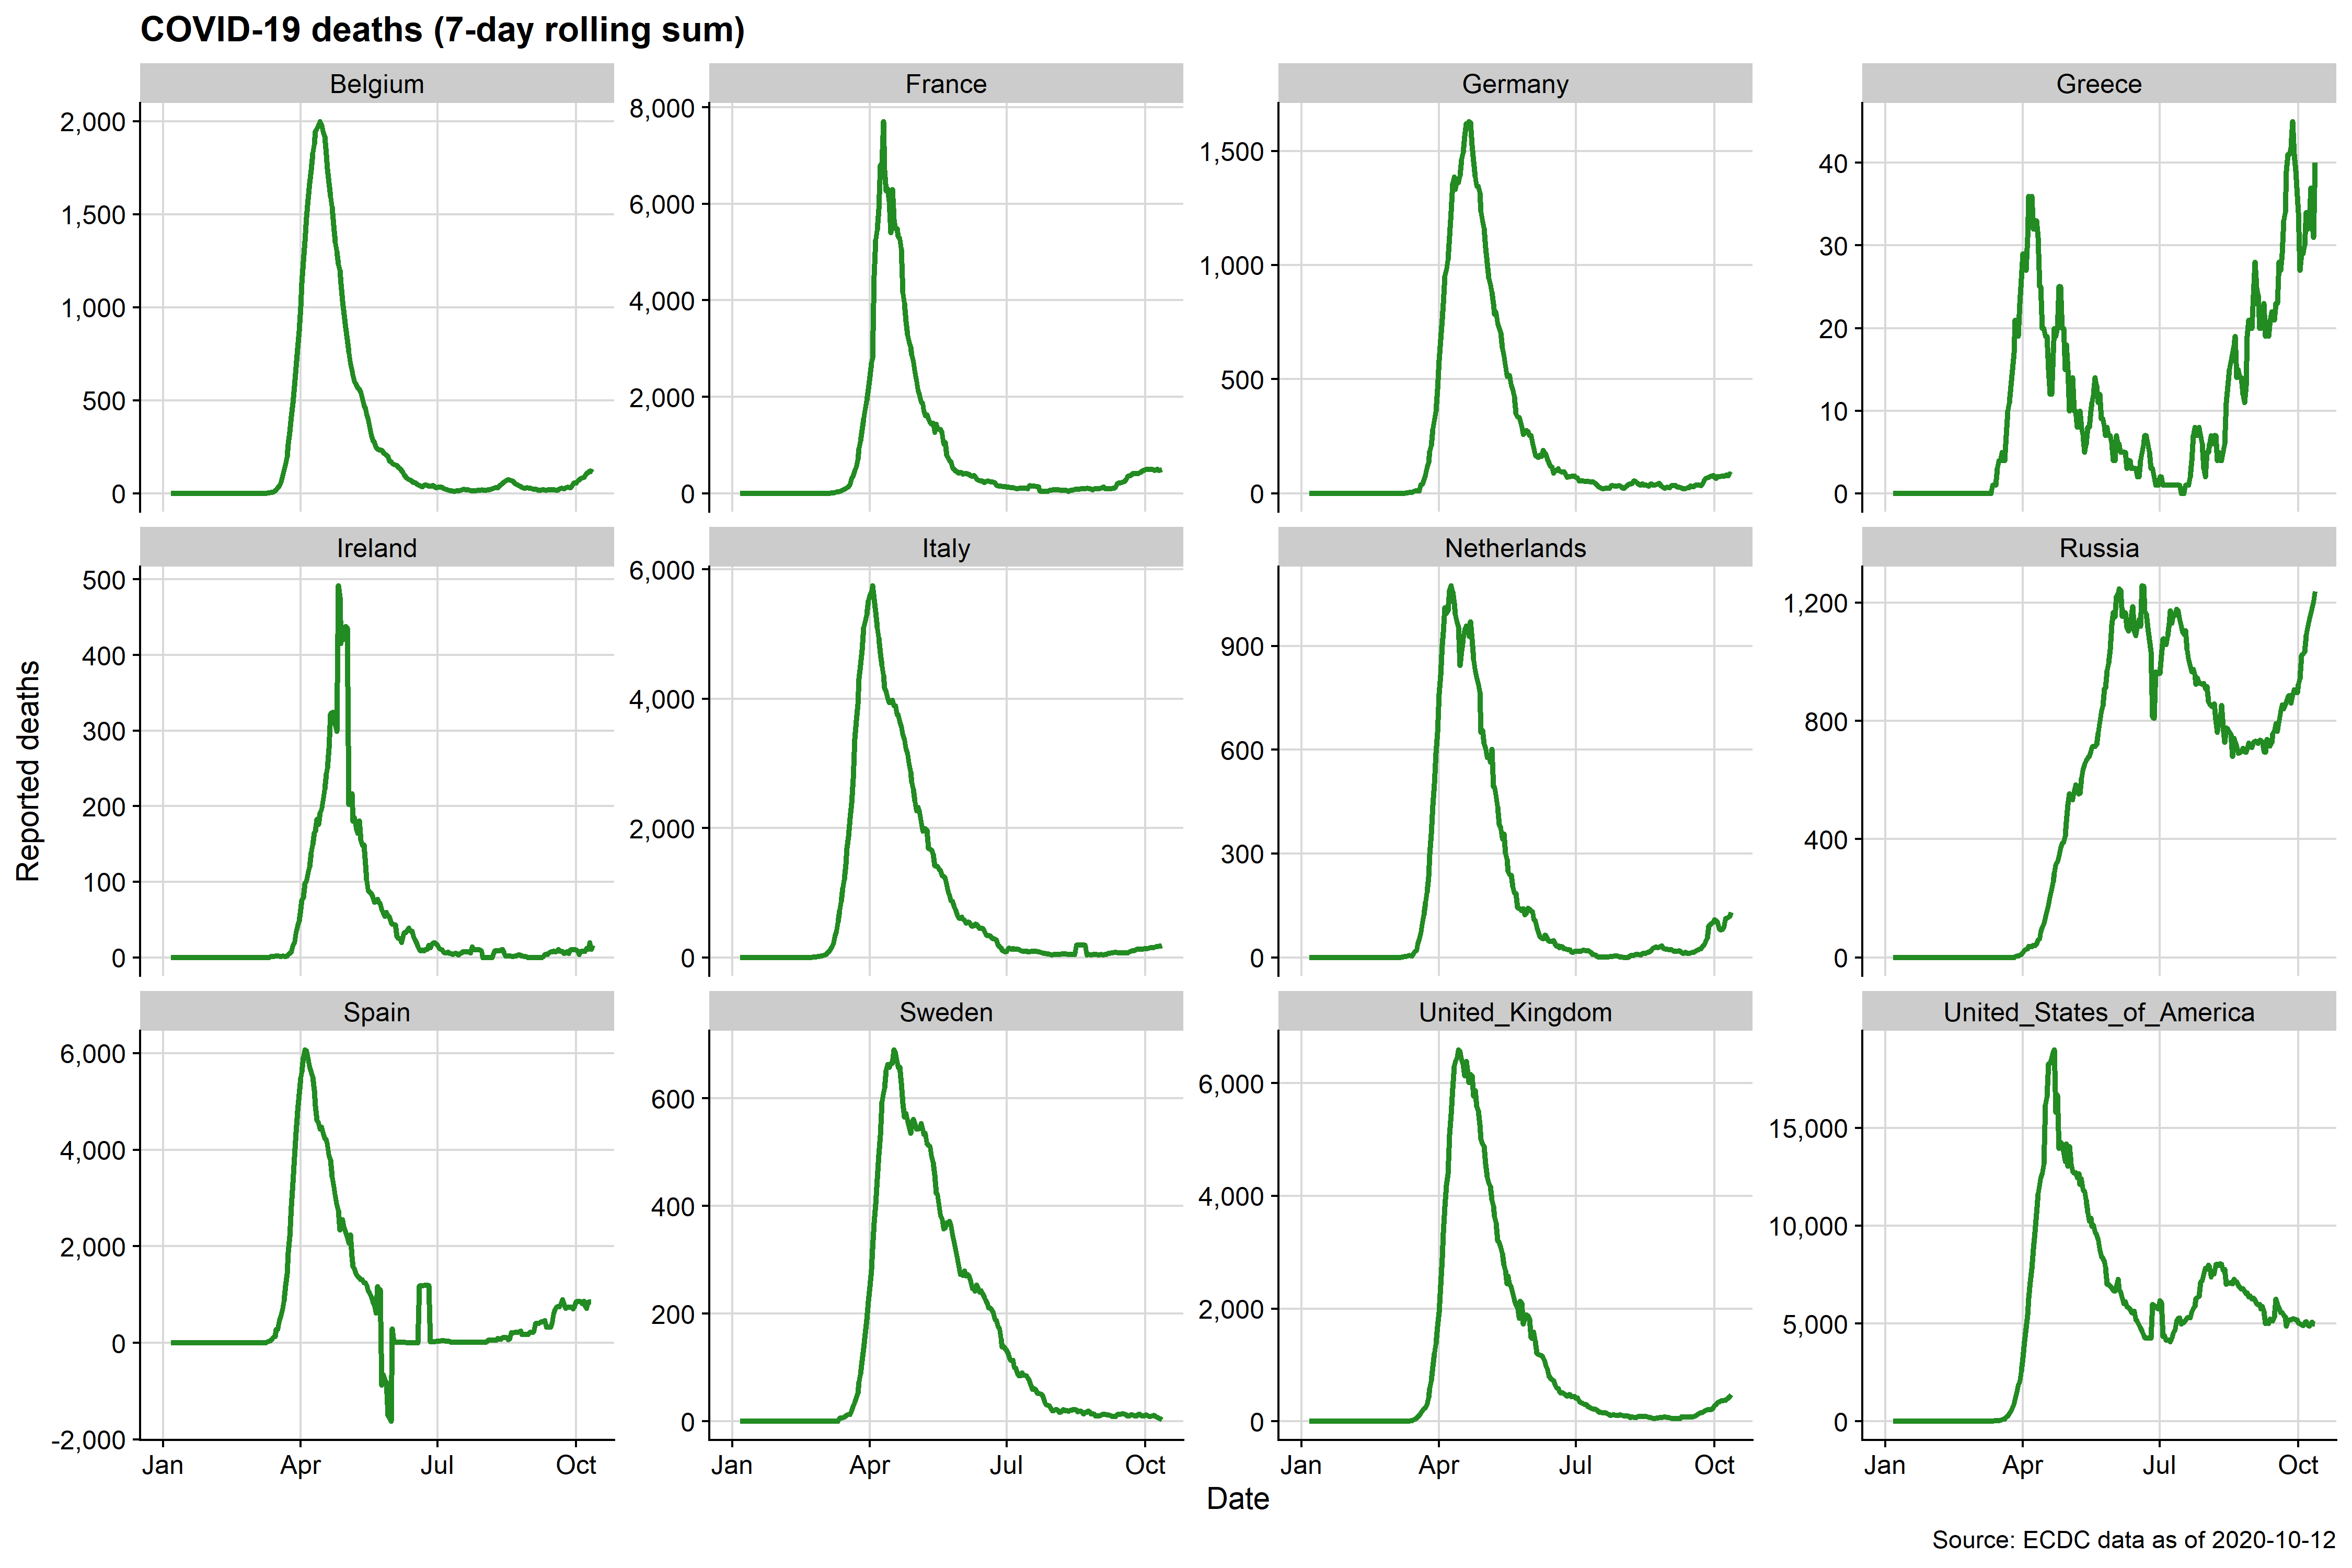 COVID-19 deaths (7-day rolling sum)
Belgium
France
Germany
Greece
2,000
1,500
1,000
500
0
8,000
6,000
4,000
2,000
0
1,500
1,000
500
0
40
30
20
10
0
Ireland
Italy
Netherlands
Russia
500
400
300
200
100
0
6,000
4,000
2,000
0
900
600
300
0
1,200
800
400
0
Reported deaths
Spain
Sweden
United_Kingdom
United_States_of_America
6,000
4,000
2,000
0
-2,000
600
400
200
0
6,000
4,000
2,000
0
15,000
10,000
5,000
0
Jan Apr Jul Oct
Jan Apr Jul Oct
Jan Apr Jul Oct
Jan Apr Jul Oct
Date
Source: ECDC data as of 2020-10-12